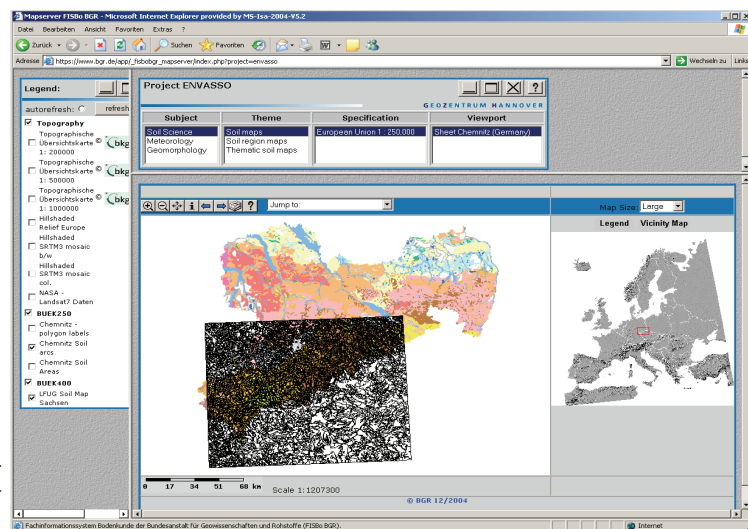 Mapserver FISBo BGR - Microsoft Internet Explorer provided by MS-Isa-2004-V5.2
Datei Bearbeiten Ansicht Favoriten Extras ?
Zurück Suchen Favoriten
Adresse https://www.bgr.de/app/_fisbobgr_mapserver/index.php?project=envasso Wechseln zu Links
Legend:
autorefresh: refresh
Topography
Topographische
Übersichtskarte © bkg
1: 200000
Topographische
Übersichtskarte © bkg
1: 500000
Topographische
Übersichtskarte © bkg
1: 1000000
Hillshaded
Relief Europe
Hillshaded
SRTM3 mosaic
b/w
Hillshaded
SRTM3 mosaic
col.
NASA -
Landsat7 Daten
BUEK250
Chemnitz -
polygon labels
Chemnitz Soil
arcs
Chemnitz Soil
Areas
BUEK400
LFUG Soil Map
Sachsen
Project ENVASSO
?
GEOZENTRUM HANNOVER
Subject Theme Specification Viewport
Soil Science Soil maps European Union 1 : 250,000 Sheet Chemnitz (Germany)
Meteorology Soil region maps
Geomorphology Thematic soil maps
i ? Jump to: Map Size: Large
Legend Vicinity Map
0 17 34 51 68 km Scale 1:1207300
© BGR 12/2004
Fachinformationssystem Bodenkunde der Bundesanstalt für Geowissenschaften und Rohstoffe (FISBo BGR). Internet